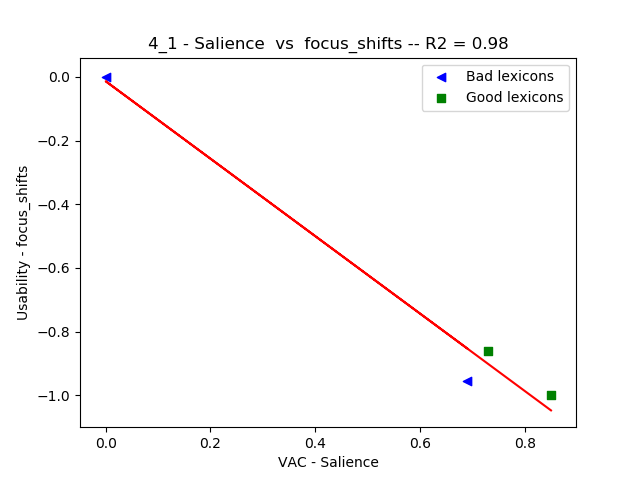 4_1 - Salience  vs  focus_shifts -- R2 = 0.98
Bad lexicons
Good lexicons
Usability - focus_shifts
0.0
−0.2
−0.4
−0.6
−0.8
−1.0
0.0 0.2 0.4 0.6 0.8
VAC - Salience